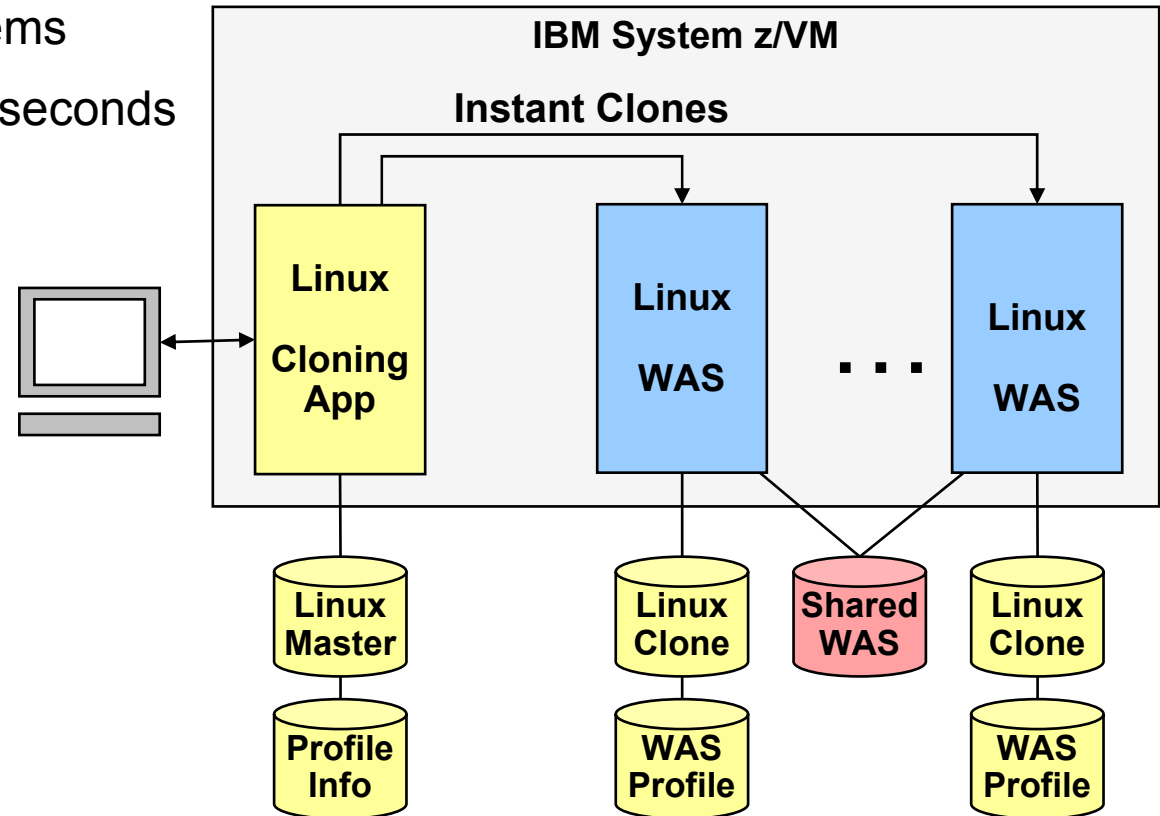 ems
seconds
IBM System z/VM
Instant Clones
Linux
Cloning
App
Linux
WAS
. . .
Linux
WAS
Linux
Master
Linux
Clone
Shared
WAS
Linux
Clone
Profile
Info
WAS
Profile
WAS
Profile